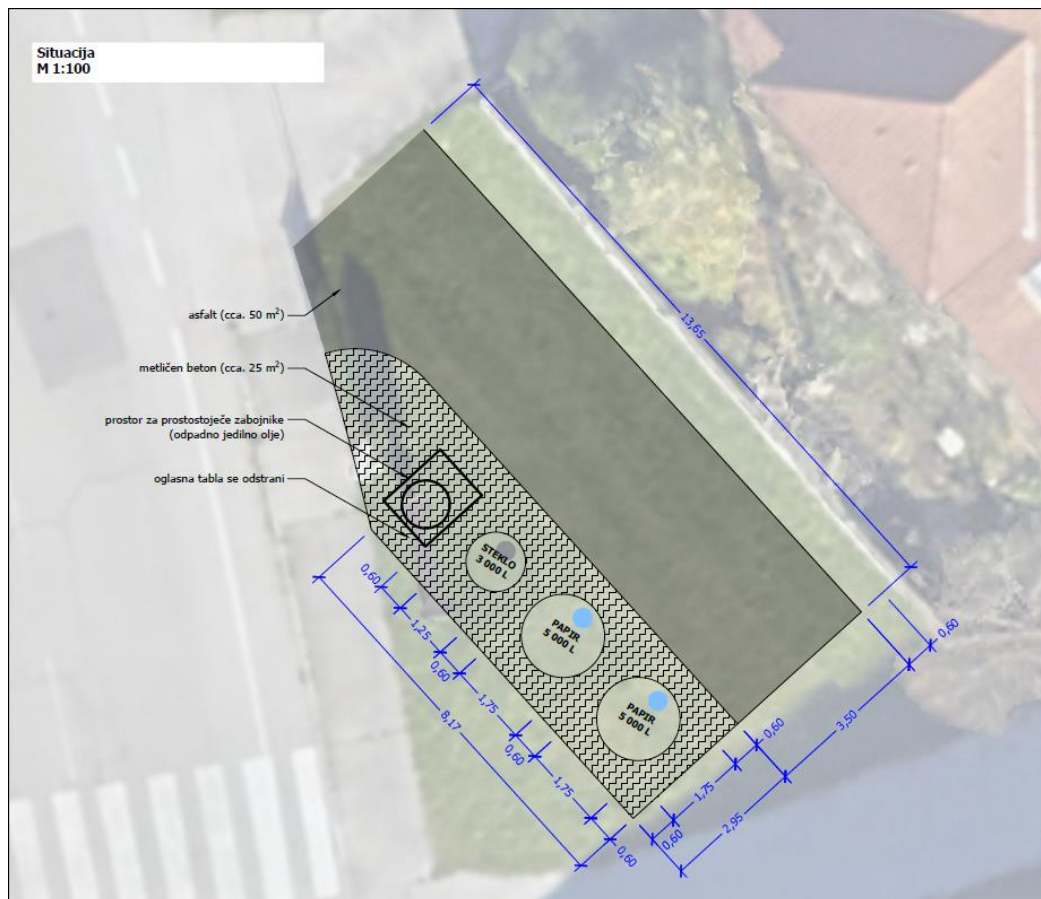 Situacija
M 1:100
asfalt (cca. 50 m²)
metličen beton (cca. 25 m²)
prostor za prostostoječe zabojnike
(odpadno jedilno olje)
oglasna tabla se odstrani
STEKLO
3 000 L
PAPIR
5 000 L
PAPIR
5 000 L
13,65
0,60
1,25
0,60
1,75
0,60
1,75
0,60
8,17
0,60
1,75
0,60
2,95
3,50
0,60